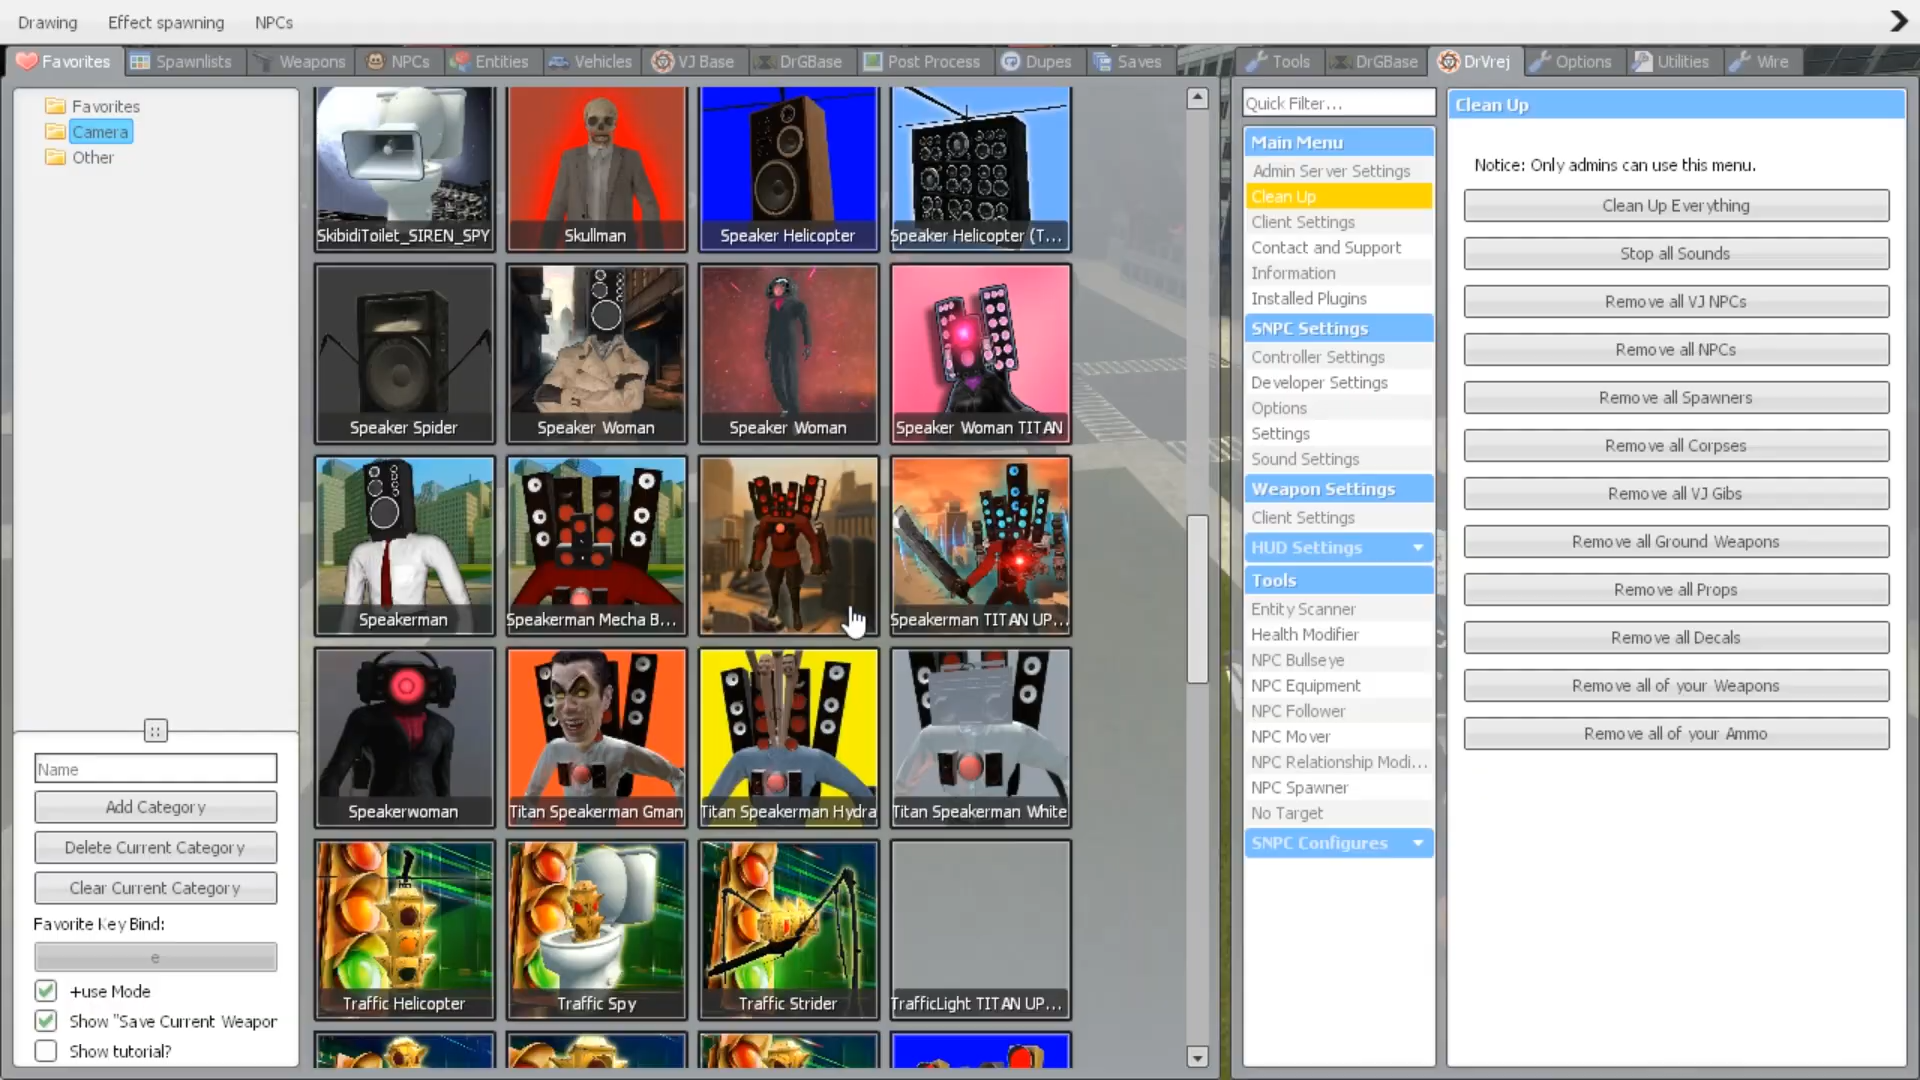 Drawing Effect spawning NPCs
Favorites Spawnlists Weapons NPCs Entities Vehicles VJ Base DrGBase Post Process Dupes Saves
Tools DrGBase DrVrej Options Utilities Wire
Favorites
Camera
Other
SkibidiToilet_SIREN_SPY
Skullman
Speaker Helicopter
Speaker Helicopter (T...
Speaker Spider
Speaker Woman
Speaker Woman
Speaker Woman TITAN
Speakerman
Speakerman Mecha B...
Speakerman TITAN UP...
Speakerwoman
Titan Speakerman Gman
Titan Speakerman Hydra
Titan Speakerman White
Traffic Helicopter
Traffic Spy
Traffic Strider
TrafficLight TITAN UP...
Name
Add Category
Delete Current Category
Clear Current Category
Favorite Key Bind:
e
+use Mode
Show "Save Current Weapon
Show tutorial?
Quick Filter...
Main Menu
Admin Server Settings
Clean Up
Client Settings
Contact and Support
Information
Installed Plugins
SNPC Settings
Controller Settings
Developer Settings
Options
Settings
Sound Settings
Weapon Settings
Client Settings
HUD Settings
Tools
Entity Scanner
Health Modifier
NPC Bullseye
NPC Equipment
NPC Follower
NPC Mover
NPC Relationship Modi...
NPC Spawner
No Target
SNPC Configures
Clean Up
Notice: Only admins can use this menu.
Clean Up Everything
Stop all Sounds
Remove all VJ NPCs
Remove all NPCs
Remove all Spawners
Remove all Corpses
Remove all VJ Gibs
Remove all Ground Weapons
Remove all Props
Remove all Decals
Remove all of your Weapons
Remove all of your Ammo